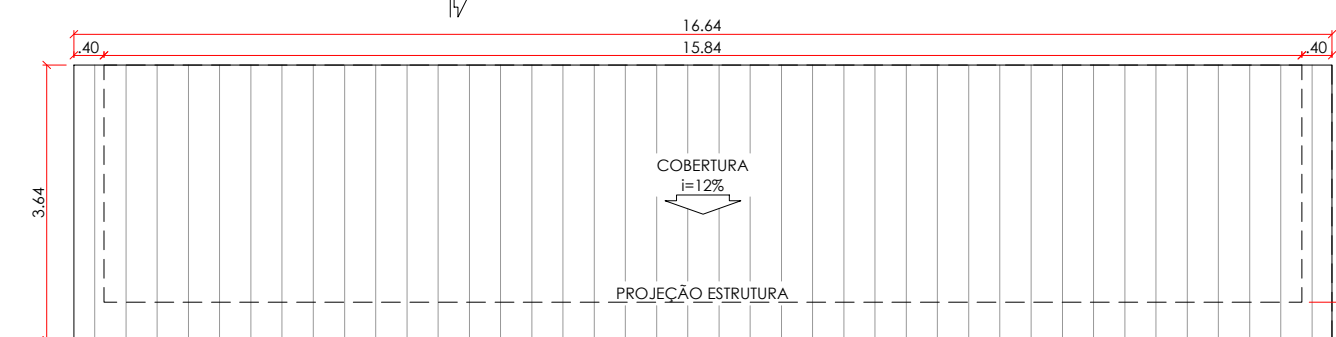 16.64
.40
15.84
.40
3.64
COBERTURA
i=12%
PROJEÇÃO ESTRUTURA